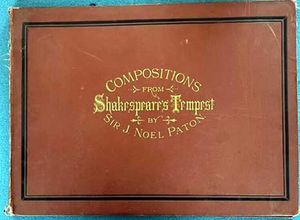 COMPOSITIONS
FROM
Shakespeare's Tempest
BY
SIR J NOEL PATON